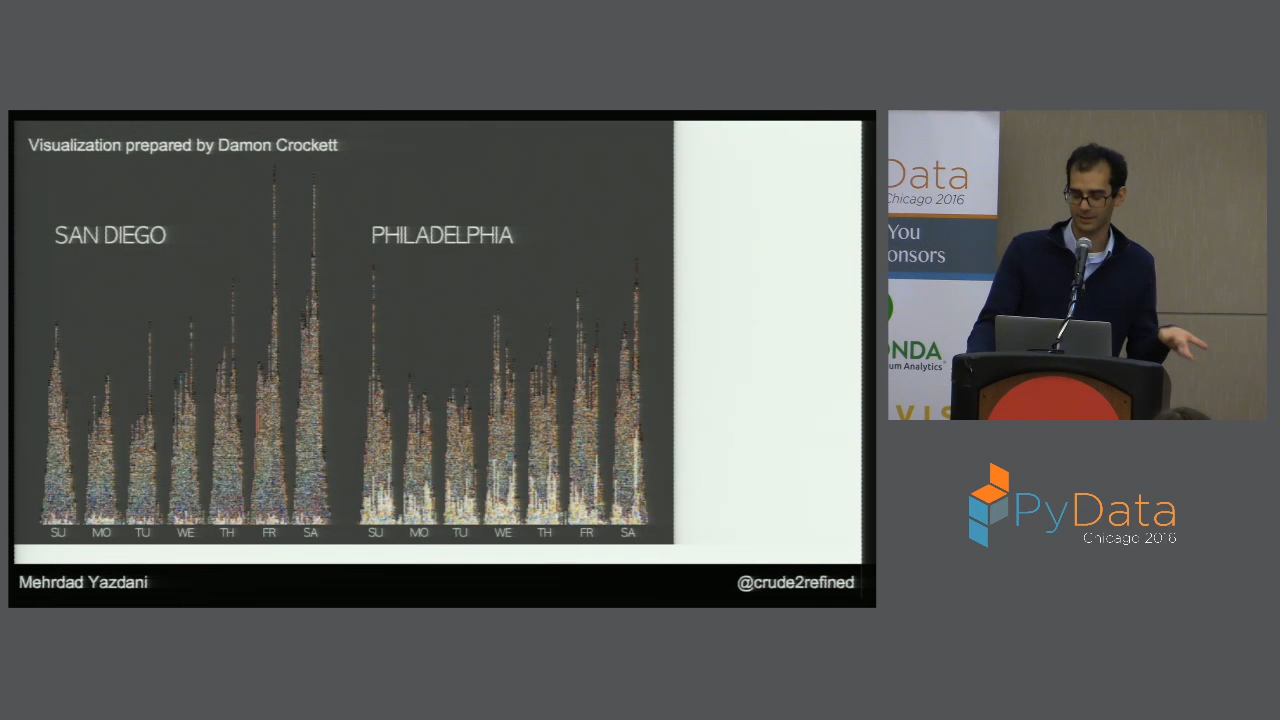 Visualization prepared by Damon Crockett
SAN DIEGO
PHILADELPHIA
SU MO TU WE TH FR SA
SU MO TU WE TH FR SA
Mehrdad Yazdani
@crude2refined
Data
Chicago 2016
You
onsors
ONDA
um Analytics
VIS
PyData
Chicago 2016